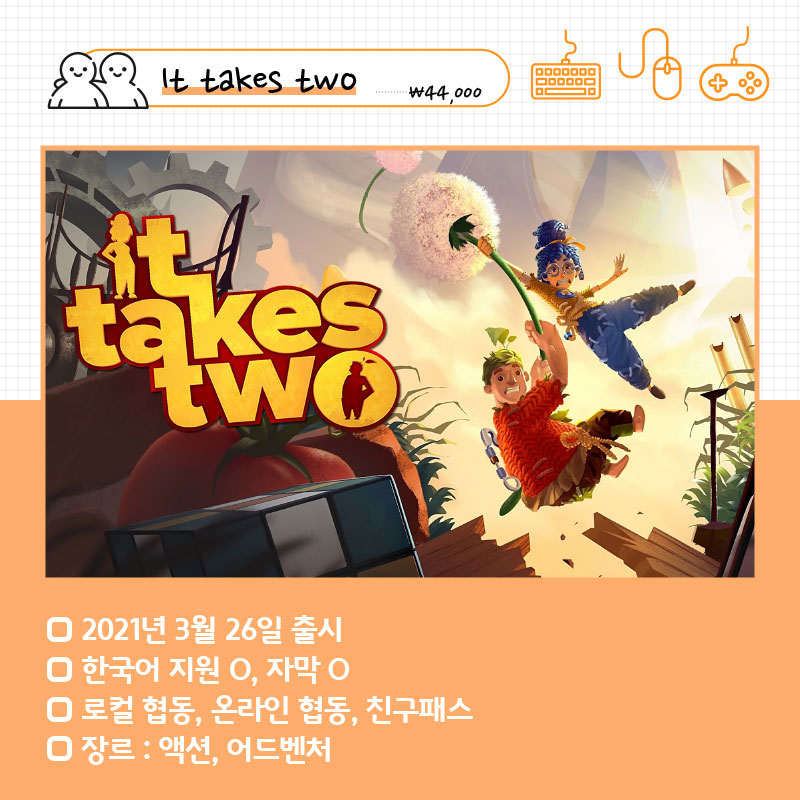 It takes two
₩44,000
it
takes
two
2021년 3월 26일 출시
한국어 지원 O, 자막 O
로컬 협동, 온라인 협동, 친구패스
장르 : 액션, 어드벤처